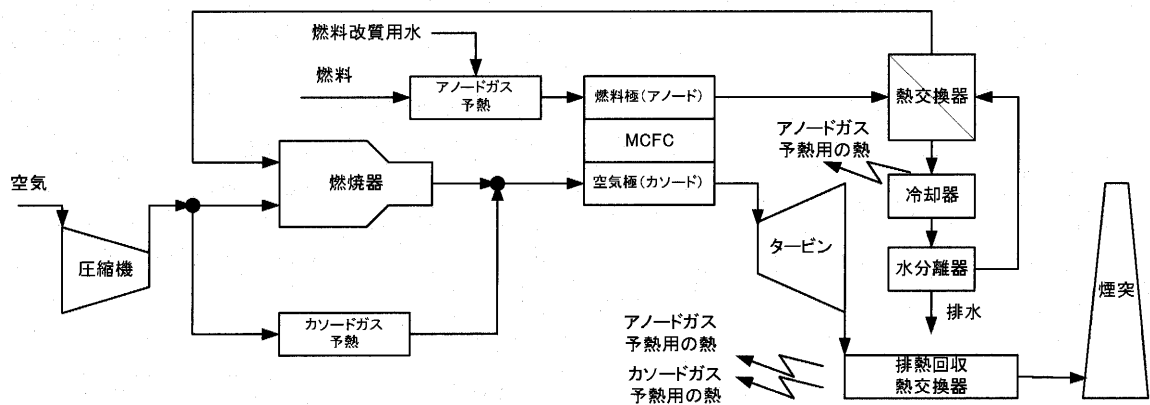 燃料改質用水
燃料
アノードガス
予熱
燃料極(アノード)
MCFC
空気極(カソード)
熱交換器
アノードガス
予熱用の熱
冷却器
水分離器
排水
空気
圧縮機
燃焼器
カソードガス
予熱
タービン
アノードガス
予熱用の熱
カソードガス
予熱用の熱
排熱回収
熱交換器
煙突